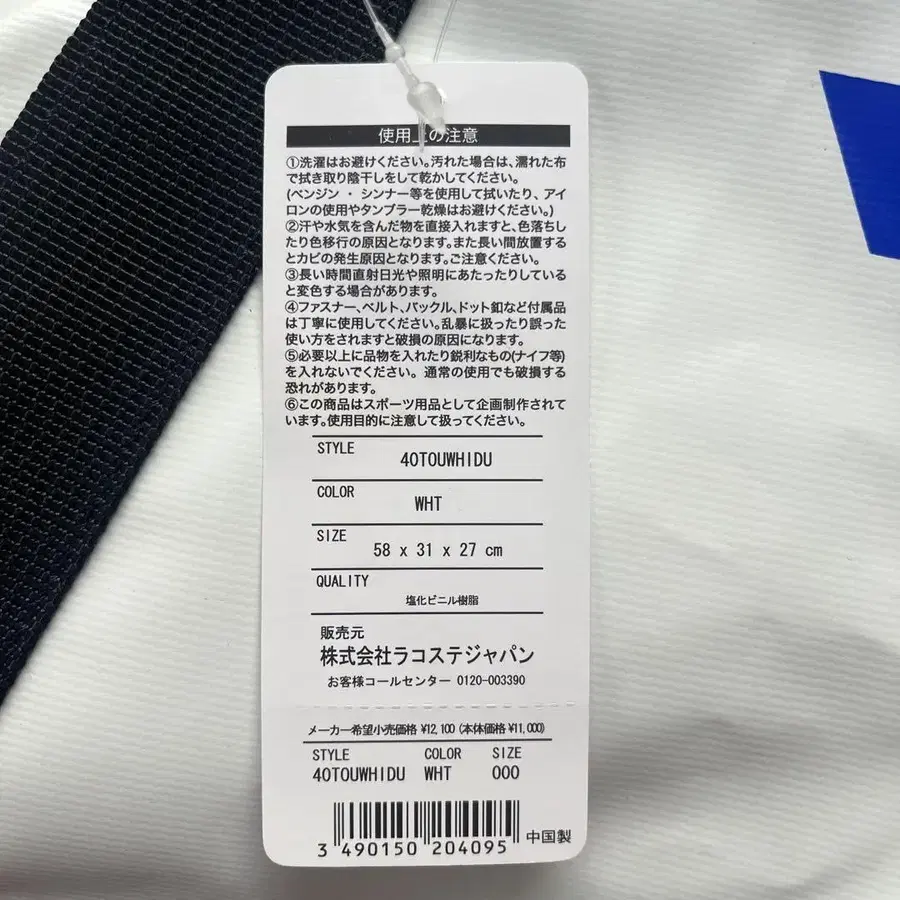 使用上の注意
①洗濯はお避けください。汚れた場合は、濡れた布
で拭き取り陰干しをして乾かしてください。
(ベンジン ・ シンナー等を使用して拭いたり、アイ
ロンの使用やタンブラー乾燥はお避けください。)
②汗や水気を含んだ物を直接入れますと、色落ちし
たり色移行の原因となります。また長い間放置する
とカビの発生原因となります。ご注意ください。
③長い時間直射日光や照明にあたったりしている
と変色する場合があります。
④ファスナー、ベルト、バックル、ドット釦など付属品
は丁寧に使用してください。乱暴に扱ったり誤った
使い方をされますと破損の原因になります。
⑤必要以上に品物を入れたり鋭利なもの(ナイフ等)
を入れないでください。通常の使用でも破損する
恐れがあります。
⑥この商品はスポーツ用品として企画制作されて
います。使用目的に注意して扱ってください。
STYLE
40TOUWHIDU
COLOR
WHT
SIZE
58 x 31 x 27 cm
QUALITY
塩化ビニル樹脂
販売元
株式会社ラコステジャパン
お客様コールセンター 0120-003390
メーカー希望小売価格 ¥12,100 (本体価格 ¥11,000)
STYLE COLOR SIZE
40TOUWHIDU WHT 000
3 490150 204095 中国製